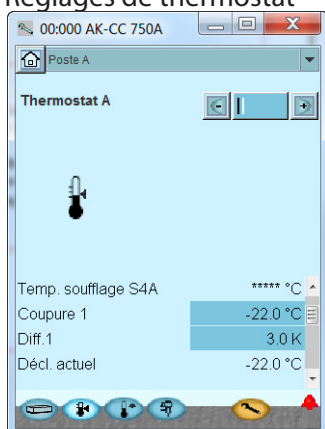 Réglages de thermostat
00:000 AK-CC 750A
Poste A
Thermostat A
Temp. soufflage S4A ***** °C
Coupure 1 -22.0 °C
Diff.1 3.0 K
Décl. actuel -22.0 °C